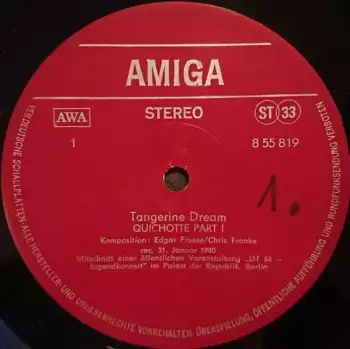 AMIGA
STEREO
AWA
ST 33
1
8 55 819
1.
Tangerine Dream
QUICHOTTE PART I
Komposition: Edgar Froese/Chris Franke
rec. 31. Januar 1980
Mitschnitt einer öffentlichen Veranstaltung „DT 64 –
Jugendkonzert" im Palast der Republik, Berlin
VEB DEUTSCHE SCHALLPLATTEN · ALLE HERSTELLER- UND URHEBERRECHTE VORBEHALTEN · ÜBERSPIELUNG, ÖFFENTLICHE AUFFÜHRUNG UND RUNDFUNKSENDUNG VERBOTEN